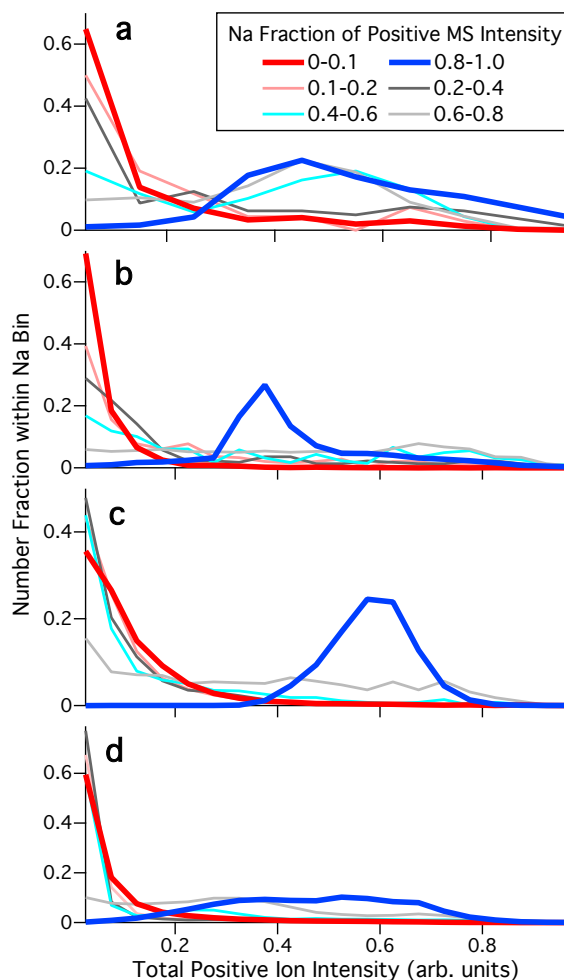 a
Na Fraction of Positive MS Intensity
0-0.1 0.8-1.0
0.1-0.2 0.2-0.4
0.4-0.6 0.6-0.8
0.6
0.4
0.2
0
b
0.6
0.4
0.2
0
c
0.4
0.2
0
d
0.6
0.4
0.2
0
0.2 0.4 0.6 0.8
Number Fraction within Na Bin
Total Positive Ion Intensity (arb. units)